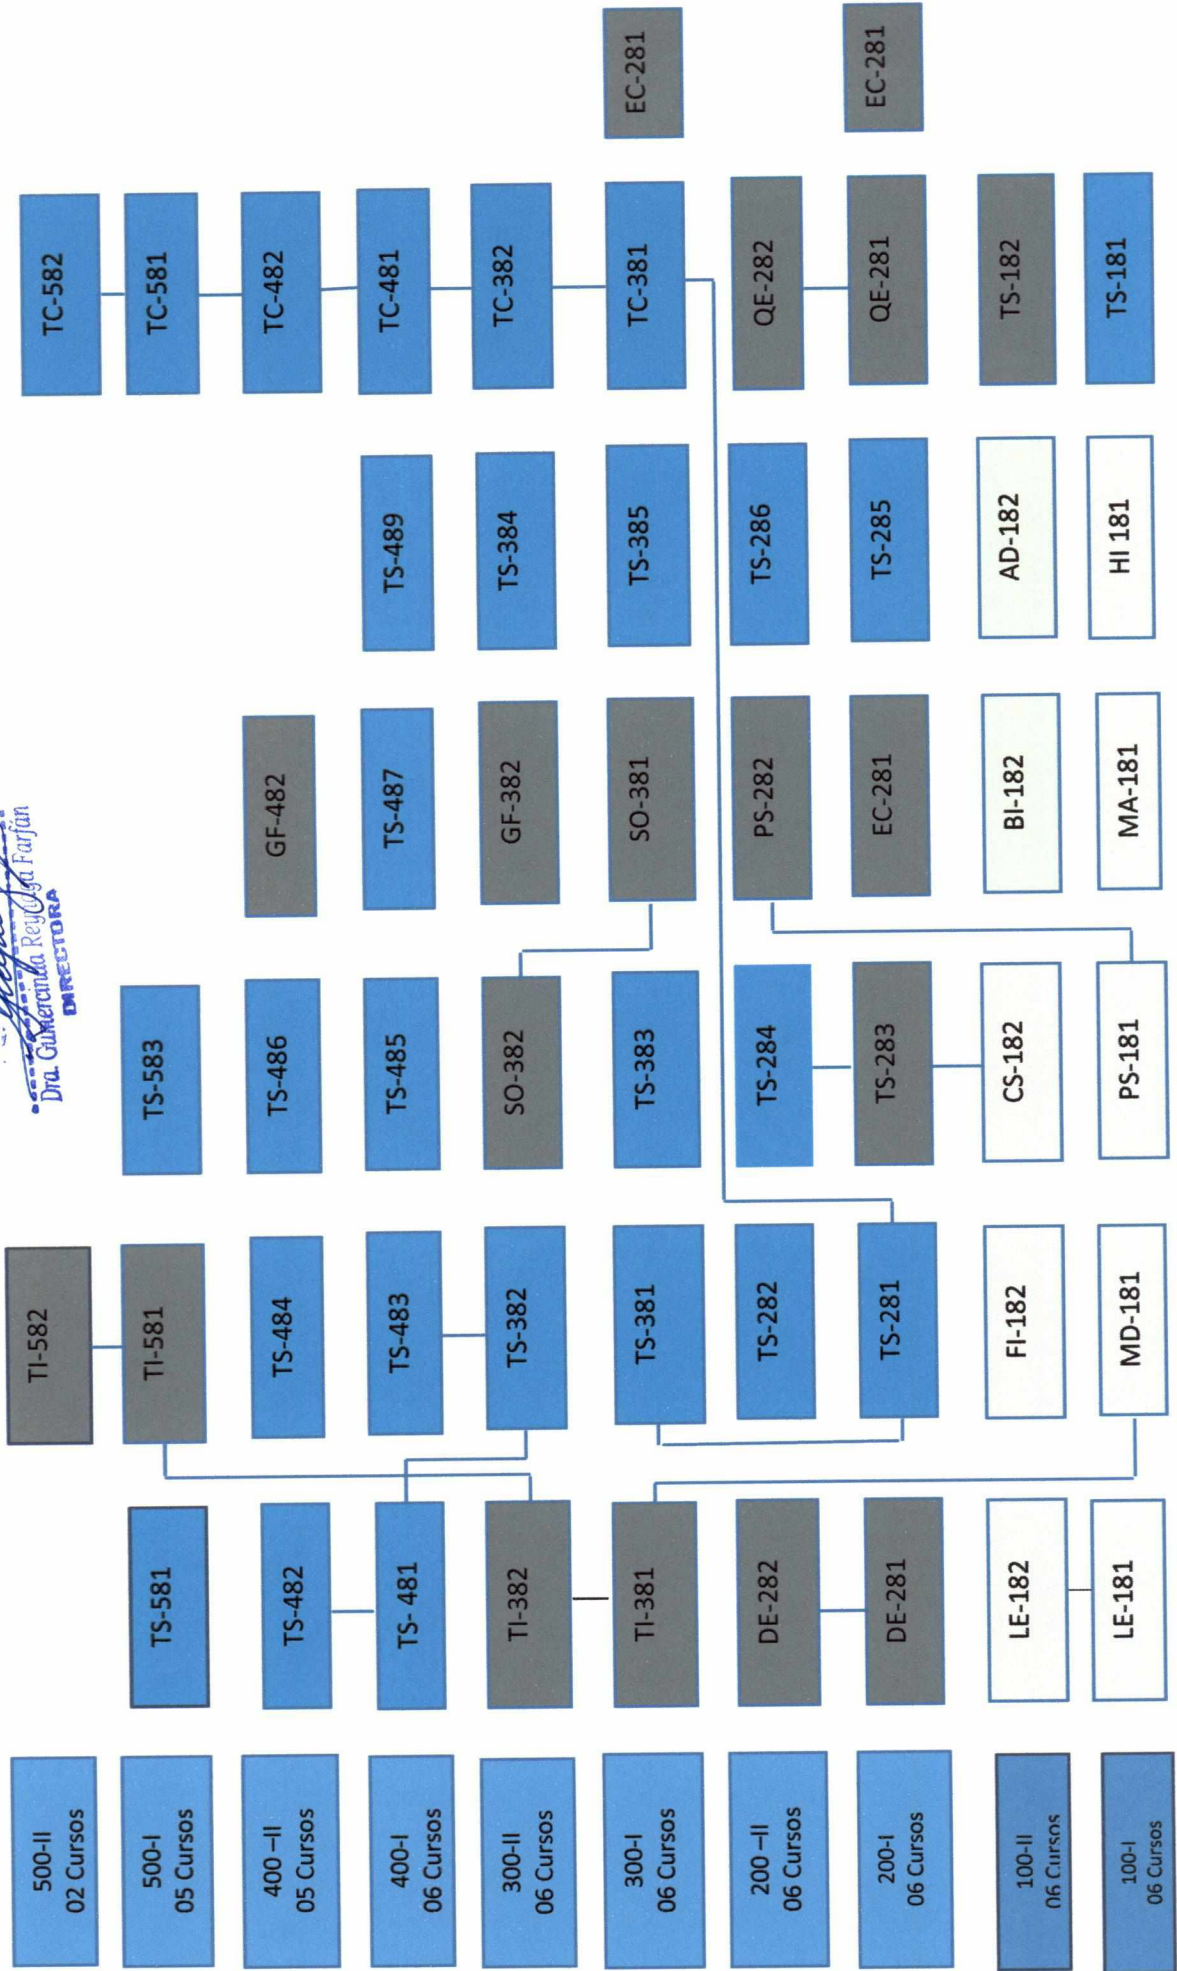 Dra. Gumercinda Reynaga Farfán
DIRECTORA
500-II
02 Cursos
TI-582
TC-582
500-I
05 Cursos
TS-581
TI-581
TS-583
TC-581
400 –II
05 Cursos
TS-482
TS-484
TS-486
GF-482
TC-482
400-I
06 Cursos
TS- 481
TS-483
TS-485
TS-487
TS-489
TC-481
300-II
06 Cursos
TI-382
TS-382
SO-382
GF-382
TS-384
TC-382
300-I
06 Cursos
TI-381
TS-381
TS-383
SO-381
TS-385
TC-381
EC-281
200 –II
06 Cursos
DE-282
TS-282
TS-284
PS-282
TS-286
QE-282
200-I
06 Cursos
DE-281
TS-281
TS-283
EC-281
TS-285
QE-281
EC-281
100-II
06 Cursos
LE-182
FI-182
CS-182
BI-182
AD-182
TS-182
100-I
06 Cursos
LE-181
MD-181
PS-181
MA-181
HI 181
TS-181